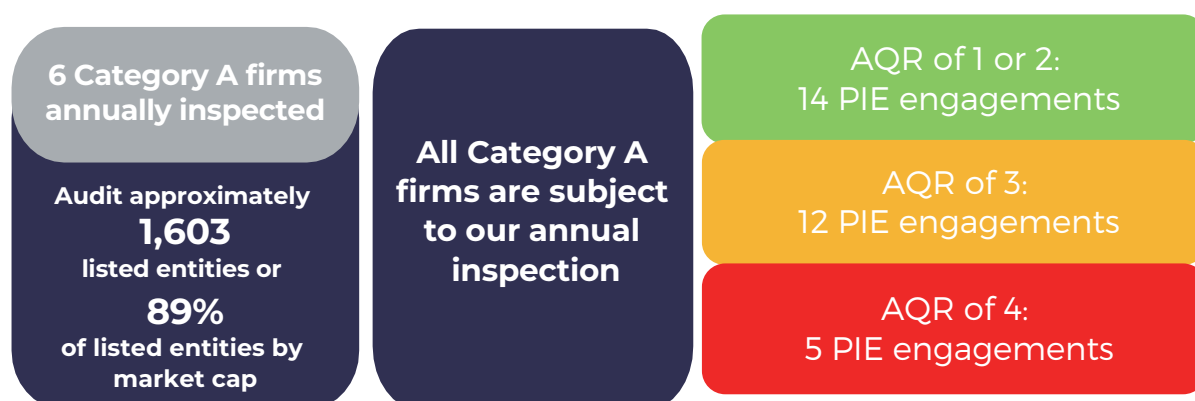 6 Category A firms
annually inspected
Audit approximately
1,603
listed entities or
89%
of listed entities by
market cap
All Category A
firms are subject
to our annual
inspection
AQR of 1 or 2:
14 PIE engagements
AQR of 3:
12 PIE engagements
AQR of 4:
5 PIE engagements